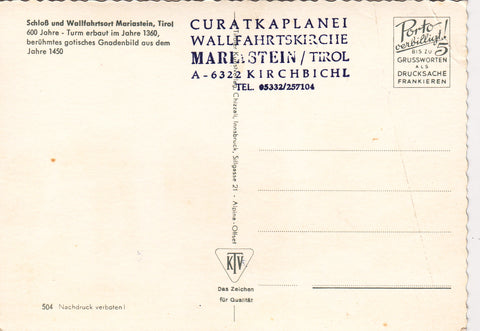 Schloß und Wallfahrtsort Mariastein, Tirol
600 Jahre - Turm erbaut im Jahre 1360,
berühmtes gotisches Gnadenbild aus dem
Jahre 1450
CURATKAPLANEI
WALLFAHRTSKIRCHE
MARIASTEIN/TIROL
A-6322 KIRCHBICHL
TEL. 05332/257104
Porto
verbilligt!
BIS ZU 5
GRUSSWORTEN
ALS
DRUCKSACHE
FRANKIEREN
Chizzali, Innsbruck, Sillgasse 21 - Alpine-Offset
KTV
Das Zeichen
für Qualität
504 Nachdruck verboten!